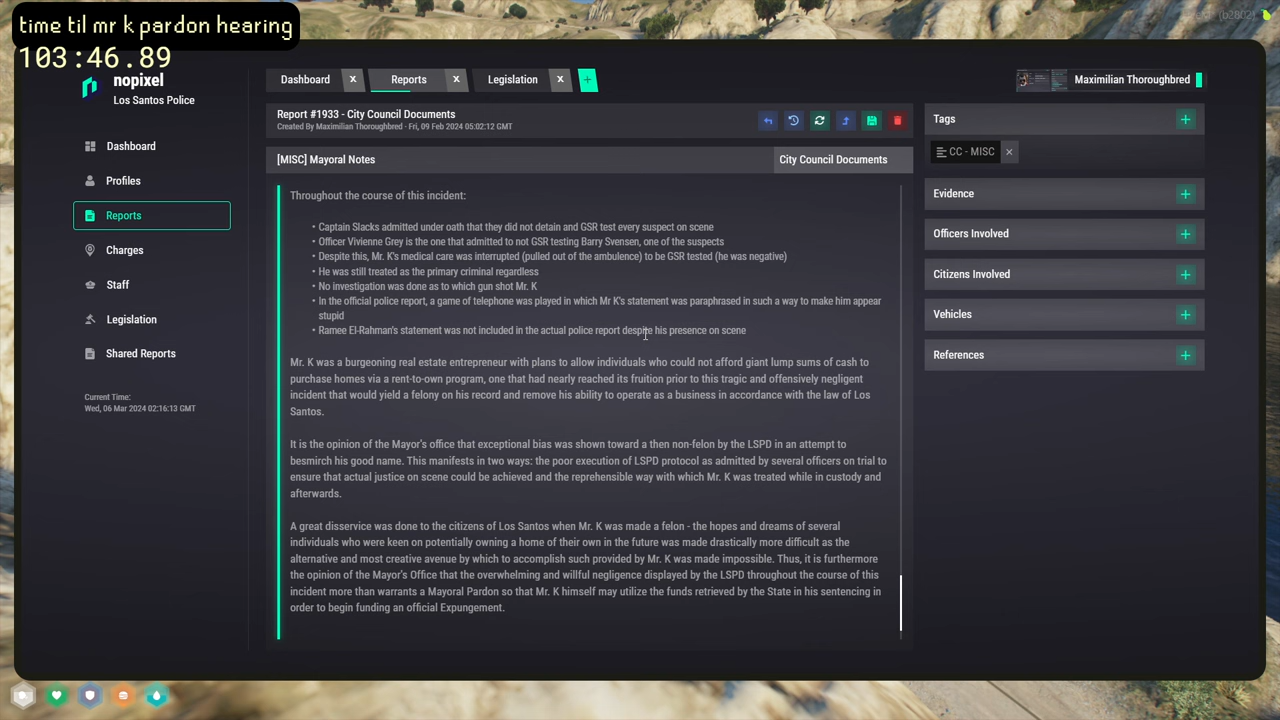 time til mr k pardon hearing
103:46.89
nopixel
Los Santos Police
Dashboard
Profiles
Reports
Charges
Staff
Legislation
Shared Reports
Current Time:
Wed, 06 Mar 2024 02:16:13 GMT
Dashboard x Reports x Legislation x +
Maximilian Thoroughbred
Report #1933 - City Council Documents
Created By Maximilian Thoroughbred · Fri, 09 Feb 2024 05:02:12 GMT
[MISC] Mayoral Notes
City Council Documents
Throughout the course of this incident:
• Captain Slacks admitted under oath that they did not detain and GSR test every suspect on scene
• Officer Vivienne Grey is the one that admitted to not GSR testing Barry Svensen, one of the suspects
• Despite this, Mr. K's medical care was interrupted (pulled out of the ambulence) to be GSR tested (he was negative)
• He was still treated as the primary criminal regardless
• No investigation was done as to which gun shot Mr. K
• In the official police report, a game of telephone was played in which Mr K's statement was paraphrased in such a way to make him appear
stupid
• Ramee El-Rahman's statement was not included in the actual police report despite his presence on scene
Mr. K was a burgeoning real estate entrepreneur with plans to allow individuals who could not afford giant lump sums of cash to
purchase homes via a rent-to-own program, one that had nearly reached its fruition prior to this tragic and offensively negligent
incident that would yield a felony on his record and remove his ability to operate as a business in accordance with the law of Los
Santos.
It is the opinion of the Mayor's office that exceptional bias was shown toward a then non-felon by the LSPD in an attempt to
besmirch his good name. This manifests in two ways: the poor execution of LSPD protocol as admitted by several officers on trial to
ensure that actual justice on scene could be achieved and the reprehensible way with which Mr. K was treated while in custody and
afterwards.
A great disservice was done to the citizens of Los Santos when Mr. K was made a felon - the hopes and dreams of several
individuals who were keen on potentially owning a home of their own in the future was made drastically more difficult as the
alternative and most creative avenue by which to accomplish such provided by Mr. K was made impossible. Thus, it is furthermore
the opinion of the Mayor's Office that the overwhelming and willful negligence displayed by the LSPD throughout the course of this
incident more than warrants a Mayoral Pardon so that Mr. K himself may utilize the funds retrieved by the State in his sentencing in
order to begin funding an official Expungement.
Tags +
CC - MISC x
Evidence +
Officers Involved +
Citizens Involved +
Vehicles +
References +